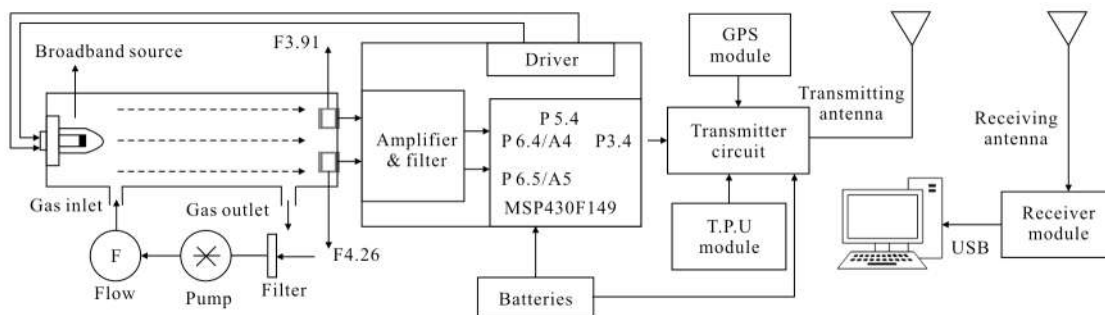 Broadband source
F3.91
Driver
GPS
module
Transmitting
antenna
Receiving
antenna
Amplifier
& filter
P 5.4
P 6.4/A4 P3.4
P 6.5/A5
MSP430F149
Transmitter
circuit
Gas inlet
Gas outlet
F
Flow
Pump
Filter
F4.26
Batteries
T.P.U
module
USB
Receiver
module